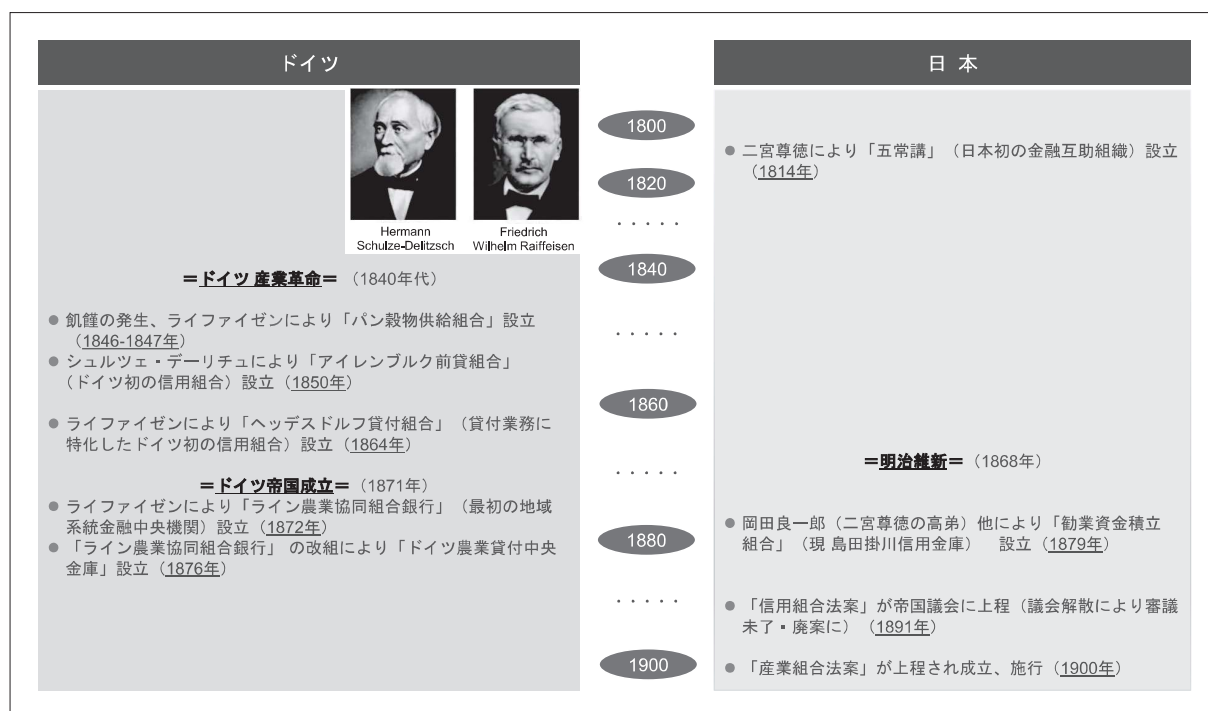 ドイツ
Hermann
Schulze-Delitzsch
Friedrich
Wilhelm Raiffeisen
=ドイツ 産業革命= (1840年代)
● 飢饉の発生、ライファイゼンにより「パン穀物供給組合」設立
(1846-1847年)
● シュルツェ・デーリチュにより「アイレンブルク前貸組合」
(ドイツ初の信用組合)設立(1850年)
● ライファイゼンにより「ヘッデスドルフ貸付組合」(貸付業務に
特化したドイツ初の信用組合)設立(1864年)
=ドイツ帝国成立=(1871年)
● ライファイゼンにより「ライン農業協同組合銀行」(最初の地域
系統金融中央機関)設立(1872年)
● 「ライン農業協同組合銀行」 の改組により「ドイツ農業貸付中央
金庫」設立(1876年)
1800
1820
・・・・・
1840
・・・・・
1860
・・・・・
1880
・・・・・
1900
日 本
● 二宮尊徳により「五常講」(日本初の金融互助組織)設立
(1814年)
=明治維新=(1868年)
● 岡田良一郎(二宮尊徳の高弟)他により「勧業資金積立
組合」(現 島田掛川信用金庫) 設立(1879年)
● 「信用組合法案」が帝国議会に上程(議会解散により審議
未了・廃案に)(1891年)
● 「産業組合法案」が上程され成立、施行(1900年)